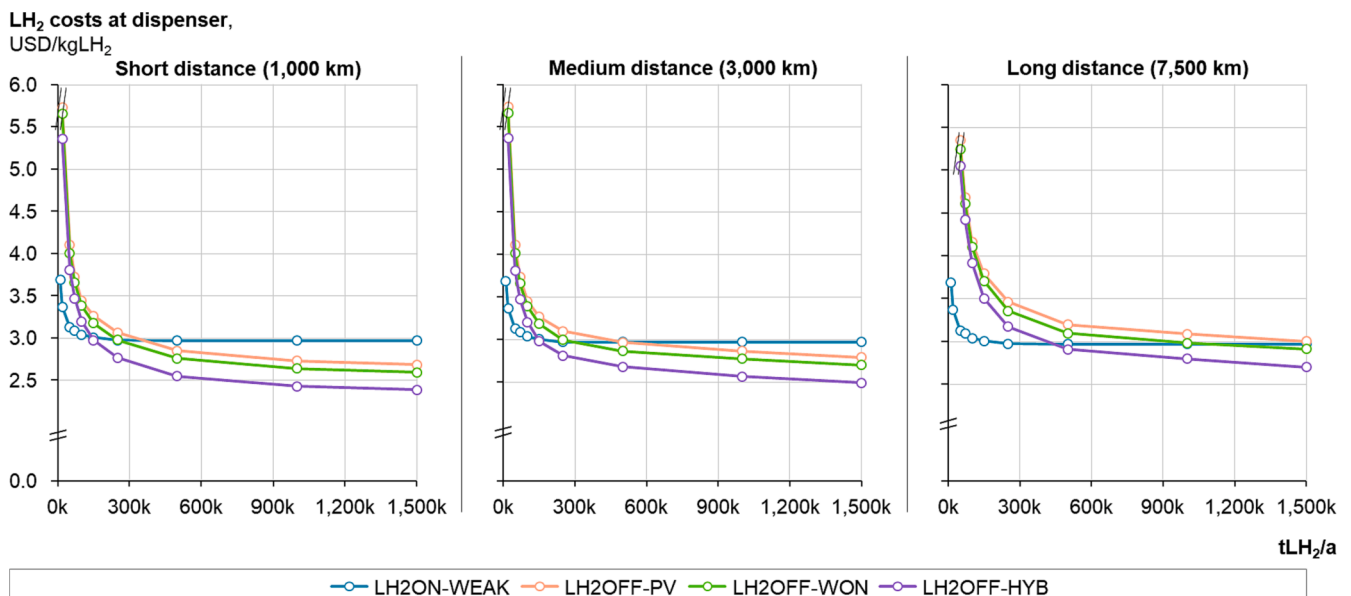 LH₂ costs at dispenser,
USD/kgLH₂
Short distance (1,000 km)
Medium distance (3,000 km)
Long distance (7,500 km)
6.0
5.5
5.0
4.5
4.0
3.5
3.0
2.5
0.0
0k 300k 600k 900k 1,200k 1,500k
0k 300k 600k 900k 1,200k 1,500k
0k 300k 600k 900k 1,200k 1,500k
tLH₂/a
LH2ON-WEAK LH2OFF-PV LH2OFF-WON LH2OFF-HYB